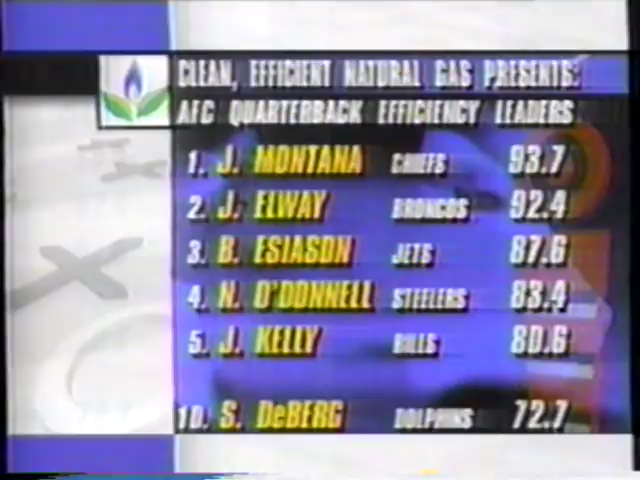 CLEAN, EFFICIENT NATURAL GAS PRESENTS:
AFC QUARTERBACK EFFICIENCY LEADERS
1. J. MONTANA CHIEFS 93.7
2. J. ELWAY BRONCOS 92.4
3. B. ESIASON JETS 87.6
4. N. O'DONNELL STEELERS 83.4
5. J. KELLY BILLS 80.6
10. S. DeBERG DOLPHINS 72.7